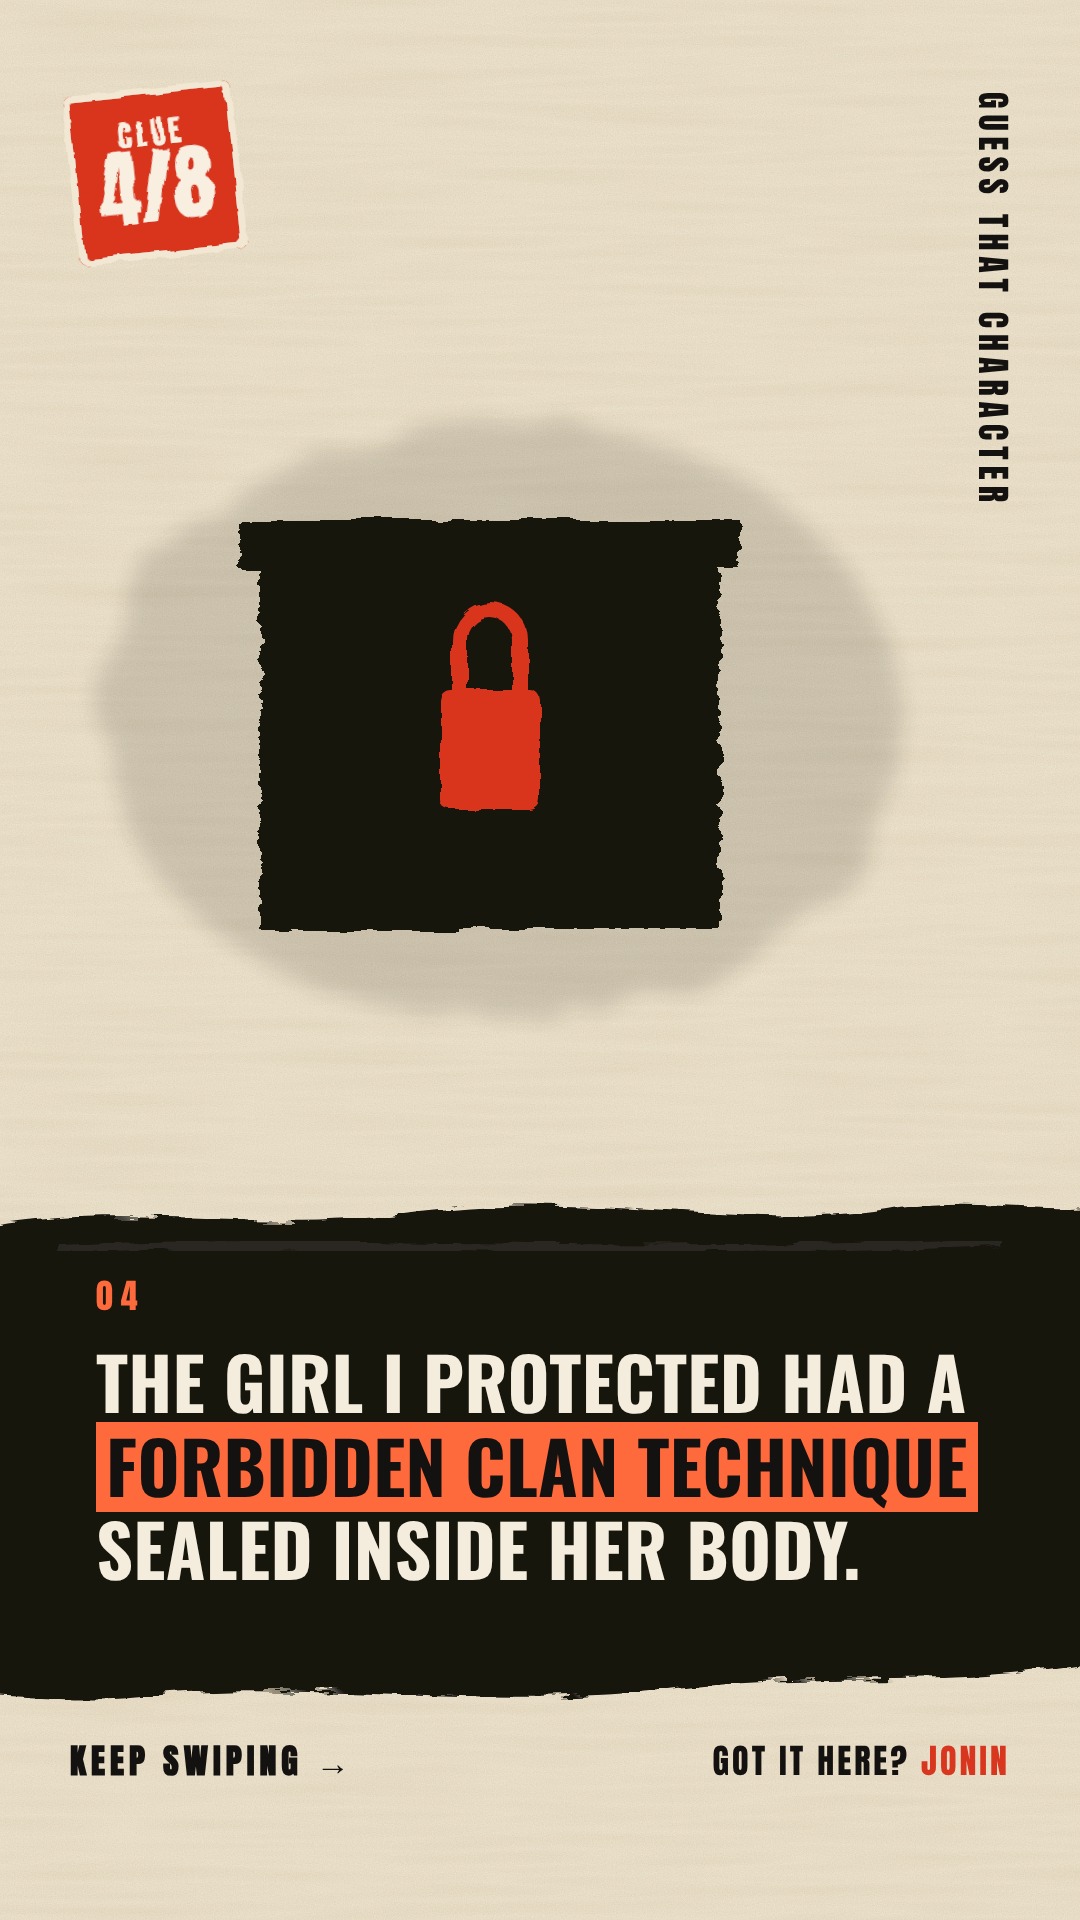 CLUE
4/8
GUESS THAT CHARACTER
04
THE GIRL I PROTECTED HAD A
FORBIDDEN CLAN TECHNIQUE
SEALED INSIDE HER BODY.
KEEP SWIPING →
GOT IT HERE? JONIN